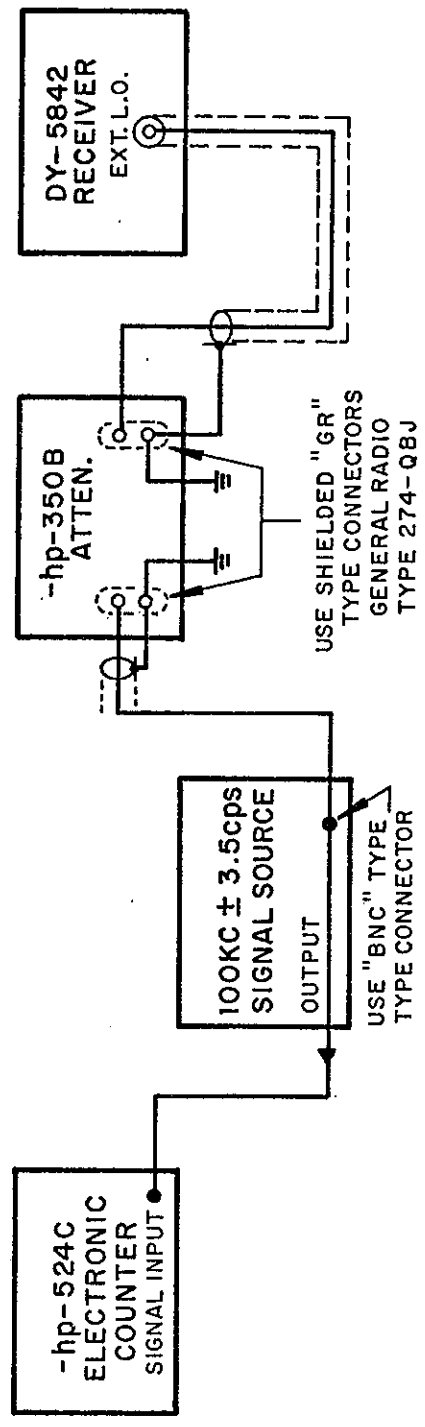 -hp-524C
ELECTRONIC
COUNTER
SIGNAL INPUT
100KC ± 3.5cps
SIGNAL SOURCE
OUTPUT
USE "BNC" TYPE
TYPE CONNECTOR
-hp-350B
ATTEN.
USE SHIELDED "GR"
TYPE CONNECTORS
GENERAL RADIO
TYPE 274-QBJ
DY-5842
RECEIVER
EXT. L.O.